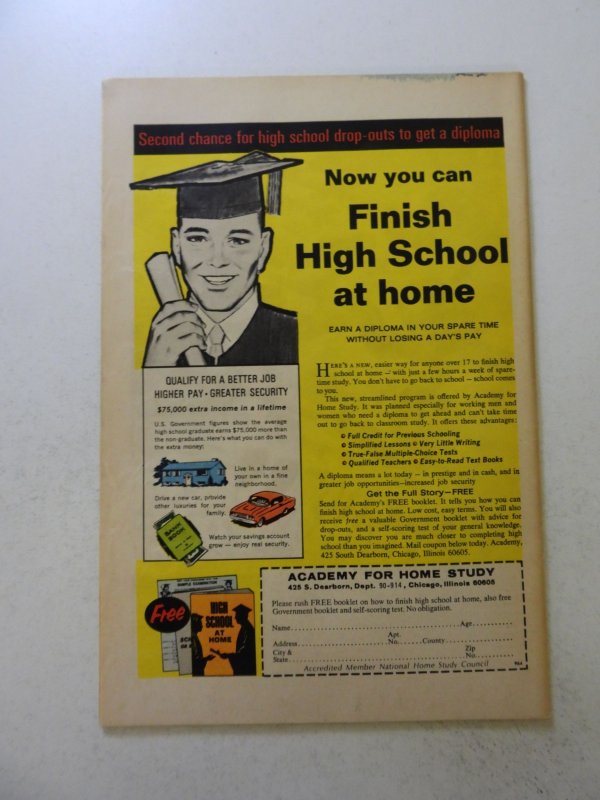 Second chance for high school drop-outs to get a diploma
Now you can
Finish
High School
at home
EARN A DIPLOMA IN YOUR SPARE TIME
WITHOUT LOSING A DAY'S PAY
HERE'S A NEW, easier way for anyone over 17 to finish high
school at home — with just a few hours a week of spare-
time study. You don't have to go back to school — school comes
to you.
This new, streamlined program is offered by Academy for
Home Study. It was planned especially for working men and
women who need a diploma to get ahead and can't take time
out to go back to classroom study. It offers these advantages:
Full Credit for Previous Schooling
Simplified Lessons Very Little Writing
True-False Multiple-Choice Tests
Qualified Teachers Easy-to-Read Text Books
A diploma means a lot today — in prestige and in cash, and in
greater job opportunities—increased job security
Get the Full Story—FREE
Send for Academy's FREE booklet. It tells you how you can
finish high school at home. Low cost, easy terms. You will also
receive free a valuable Government booklet with advice for
drop-outs, and a self-scoring test of your general knowledge.
You may discover you are much closer to completing high
school than you imagined. Mail coupon below today. Academy,
425 South Dearborn, Chicago, Illinois 60605.
QUALIFY FOR A BETTER JOB
HIGHER PAY • GREATER SECURITY
$75,000 extra income in a lifetime
U.S. Government figures show the average
high school graduate earns $75,000 more than
the non-graduate. Here's what you can do with
the extra money:
Live in a home of
your own in a fine
neighborhood.
Drive a new car, provide
other luxuries for your
family.
BANK
BOOK
Watch your savings account
grow — enjoy real security.
Free
SAMPLE EXAMINATION
HIGH
SCHOOL
AT
HOME
ACADEMY FOR HOME STUDY
425 S. Dearborn, Dept. 90-914, Chicago, Illinois 60605
Please rush FREE booklet on how to finish high school at home, also free
Government booklet and self-scoring test. No obligation.
Name Age
Address Apt. No. County
City & State Zip No.
Accredited Member National Home Study Council